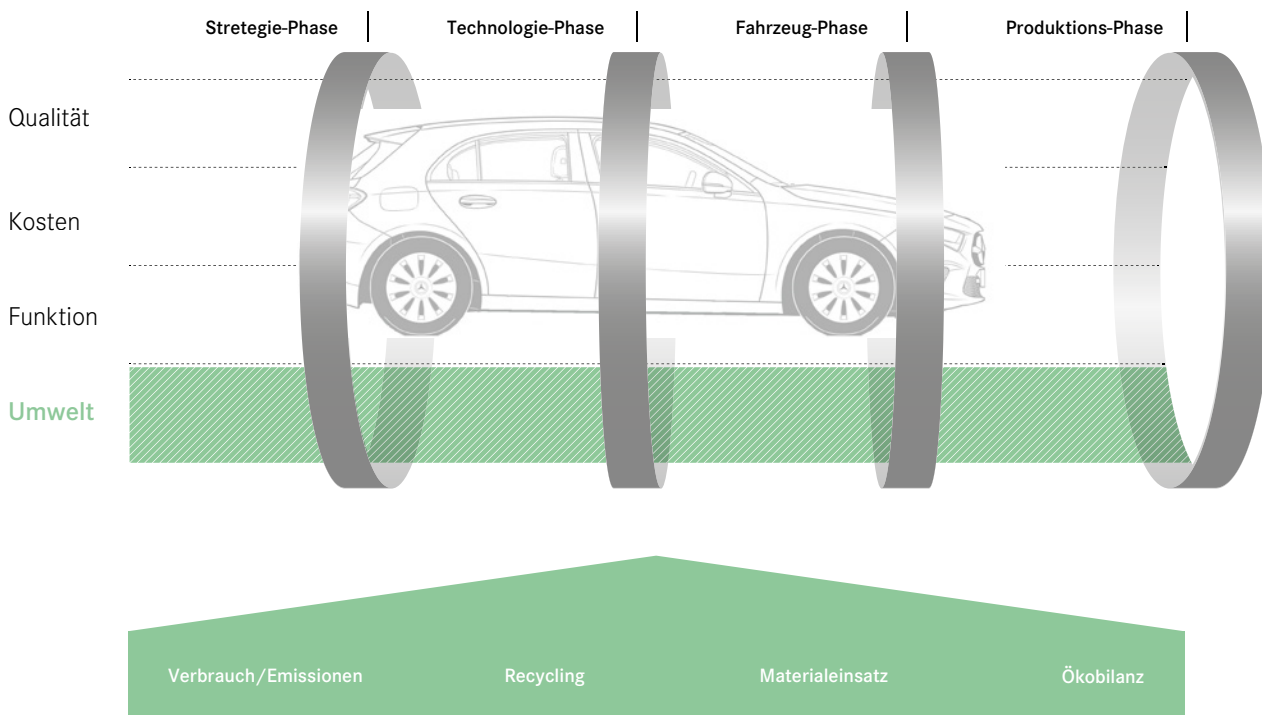 Stretegie-Phase
Technologie-Phase
Fahrzeug-Phase
Produktions-Phase
Qualität
Kosten
Funktion
Umwelt
Verbrauch/Emissionen
Recycling
Materialeinsatz
Ökobilanz